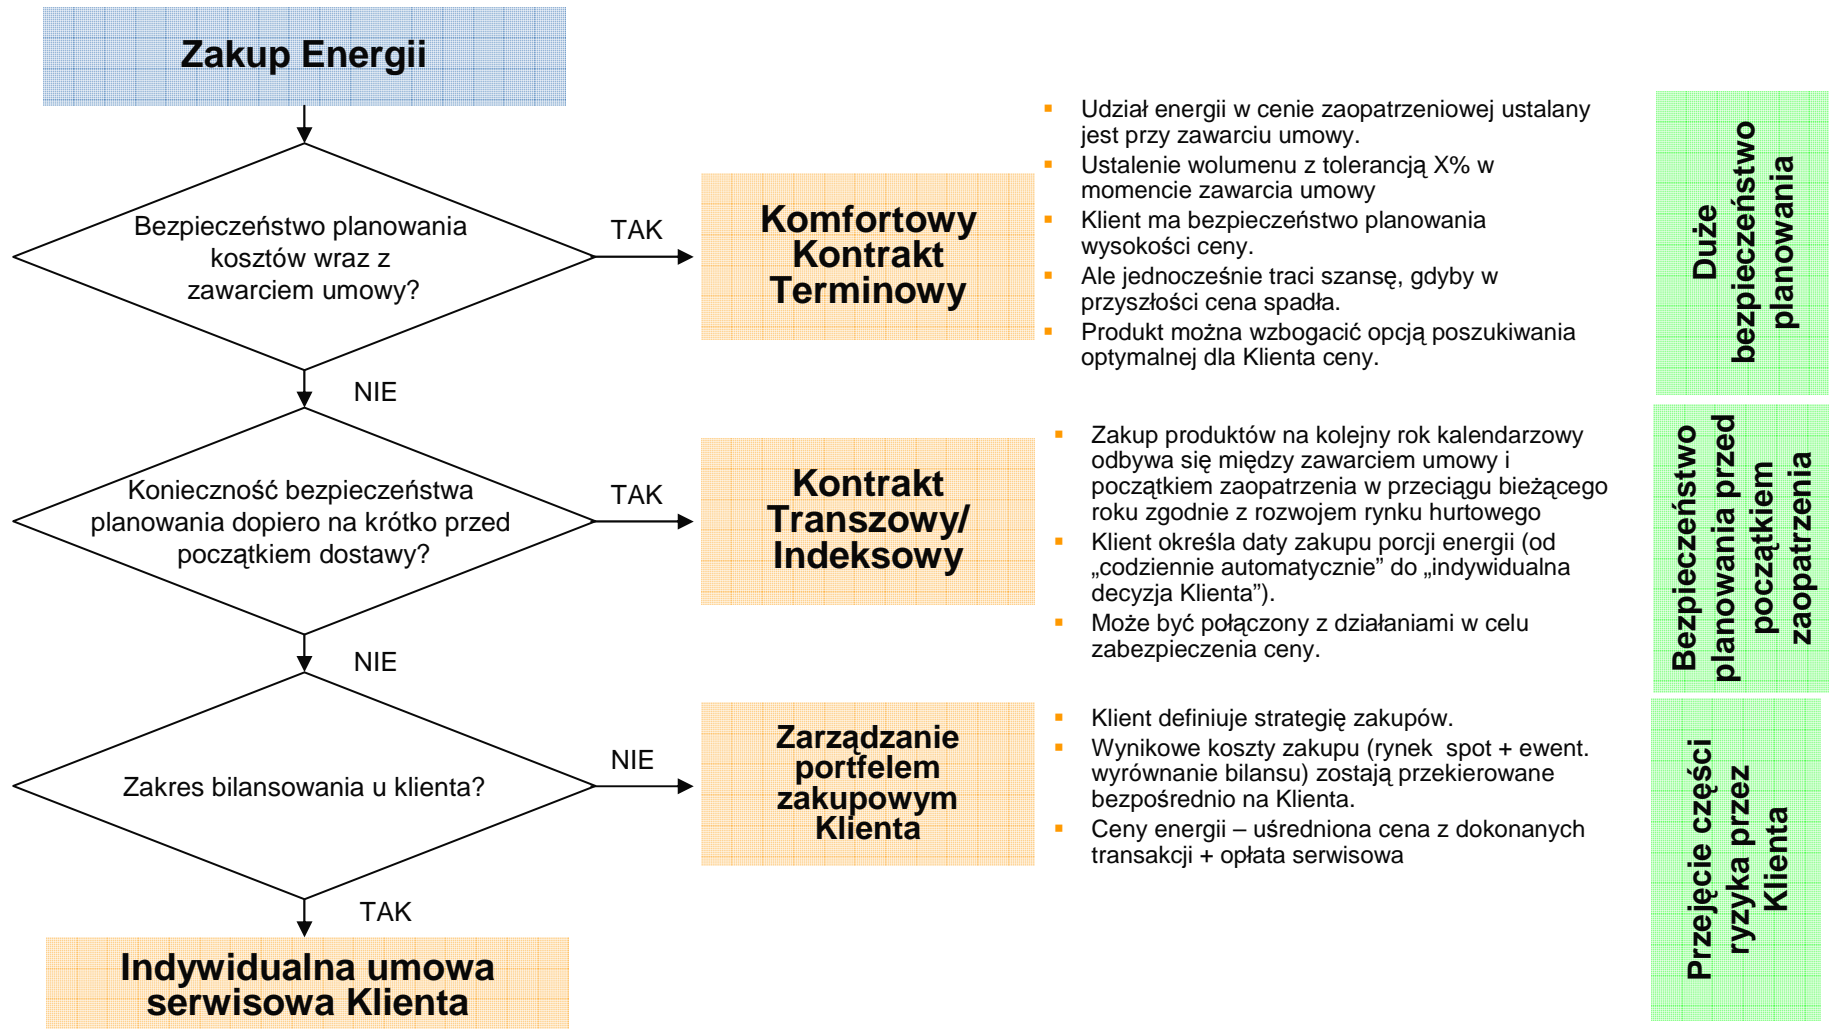 Zakup Energii
Bezpieczeństwo planowania
kosztów wraz z
zawarciem umowy?
TAK
Komfortowy
Kontrakt
Terminowy
▪ Udział energii w cenie zaopatrzeniowej ustalany
jest przy zawarciu umowy.
▪ Ustalenie wolumenu z tolerancją X% w
momencie zawarcia umowy
▪ Klient ma bezpieczeństwo planowania
wysokości ceny.
▪ Ale jednocześnie traci szansę, gdyby w
przyszłości cena spadła.
▪ Produkt można wzbogacić opcją poszukiwania
optymalnej dla Klienta ceny.
Duże
bezpieczeństwo
planowania
NIE
Konieczność bezpieczeństwa
planowania dopiero na krótko przed
początkiem dostawy?
TAK
Kontrakt
Transzowy/
Indeksowy
▪ Zakup produktów na kolejny rok kalendarzowy
odbywa się między zawarciem umowy i
początkiem zaopatrzenia w przeciągu bieżącego
roku zgodnie z rozwojem rynku hurtowego
▪ Klient określa daty zakupu porcji energii (od
„codziennie automatycznie” do „indywidualna
decyzja Klienta”).
▪ Może być połączony z działaniami w celu
zabezpieczenia ceny.
Bezpieczeństwo
planowania przed
początkiem
zaopatrzenia
NIE
Zakres bilansowania u klienta?
NIE
Zarządzanie
portfelem
zakupowym
Klienta
▪ Klient definiuje strategię zakupów.
▪ Wynikowe koszty zakupu (rynek spot + ewent.
wyrównanie bilansu) zostają przekierowane
bezpośrednio na Klienta.
▪ Ceny energii – uśredniona cena z dokonanych
transakcji + opłata serwisowa
Przejęcie części
ryzyka przez
Klienta
TAK
Indywidualna umowa
serwisowa Klienta